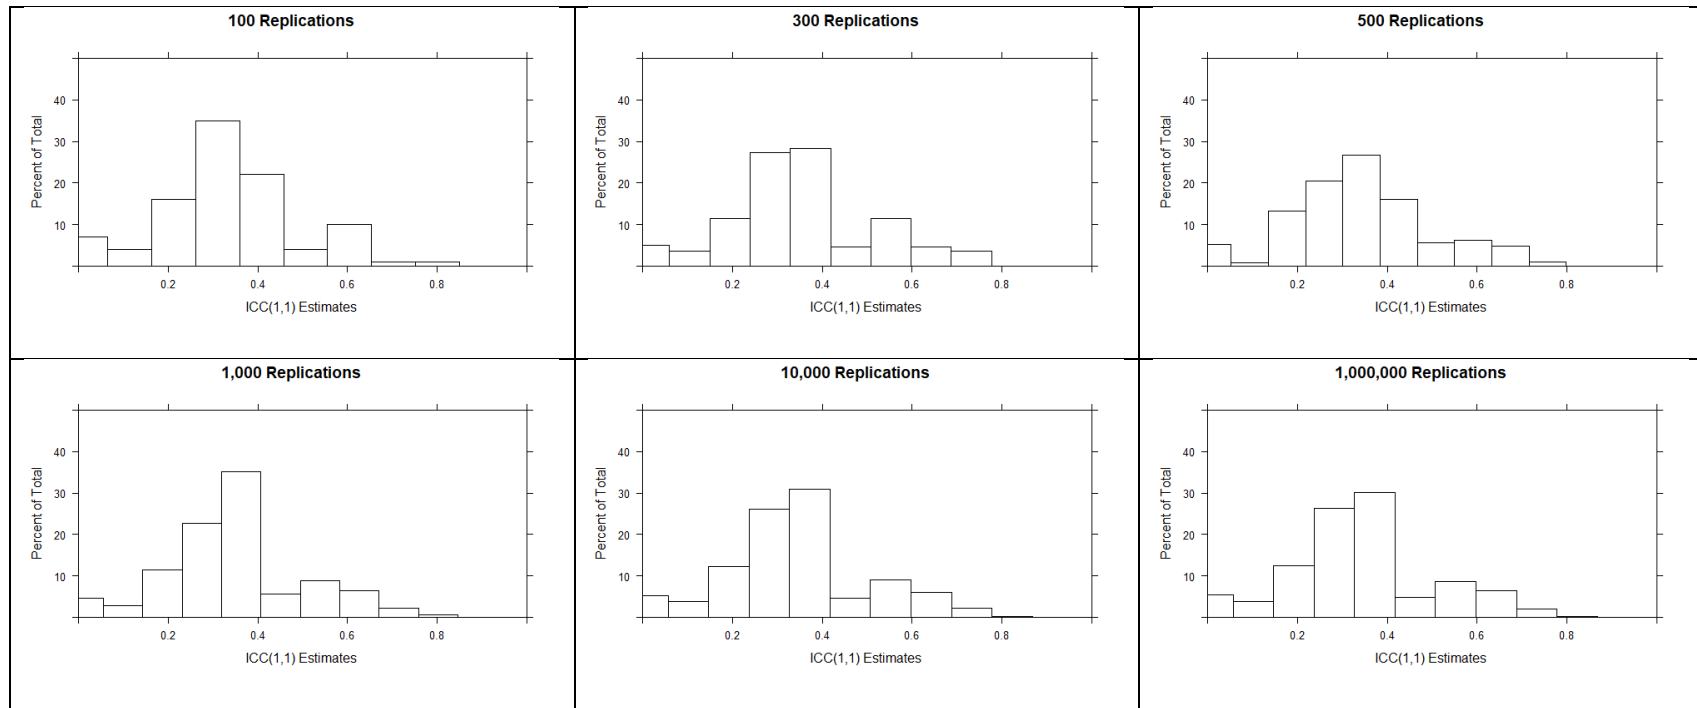 100 Replications
Percent of Total
40
30
20
10
0.2 0.4 0.6 0.8
ICC(1,1) Estimates
300 Replications
Percent of Total
40
30
20
10
0.2 0.4 0.6 0.8
ICC(1,1) Estimates
500 Replications
Percent of Total
40
30
20
10
0.2 0.4 0.6 0.8
ICC(1,1) Estimates
1,000 Replications
Percent of Total
40
30
20
10
0.2 0.4 0.6 0.8
ICC(1,1) Estimates
10,000 Replications
Percent of Total
40
30
20
10
0.2 0.4 0.6 0.8
ICC(1,1) Estimates
1,000,000 Replications
Percent of Total
40
30
20
10
0.2 0.4 0.6 0.8
ICC(1,1) Estimates